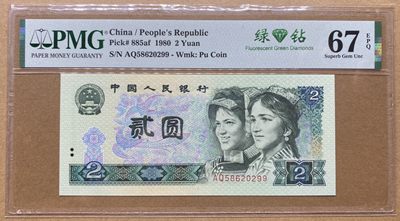 PMG
PAPER MONEY GUARANTY
China / People's Republic
Pick# 885af 1980 2 Yuan
S/N AQ58620299 - Wmk: Pu Coin
绿钻
Fluorescent Green Diamonds
67 EPQ
Superb Gem Unc
中国人民银行
2
贰圆
2
AQ58620299
2